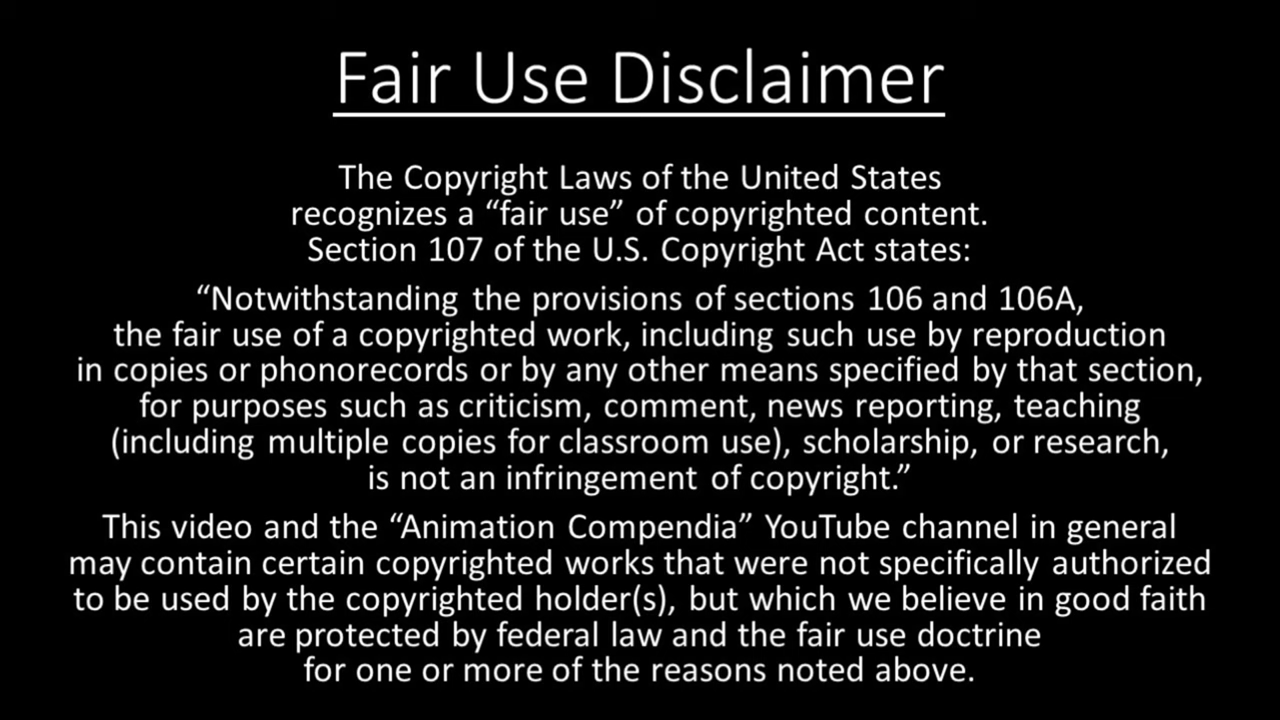 Fair Use Disclaimer
The Copyright Laws of the United States
recognizes a “fair use” of copyrighted content.
Section 107 of the U.S. Copyright Act states:
“Notwithstanding the provisions of sections 106 and 106A,
the fair use of a copyrighted work, including such use by reproduction
in copies or phonorecords or by any other means specified by that section,
for purposes such as criticism, comment, news reporting, teaching
(including multiple copies for classroom use), scholarship, or research,
is not an infringement of copyright.”
This video and the “Animation Compendia” YouTube channel in general
may contain certain copyrighted works that were not specifically authorized
to be used by the copyrighted holder(s), but which we believe in good faith
are protected by federal law and the fair use doctrine
for one or more of the reasons noted above.